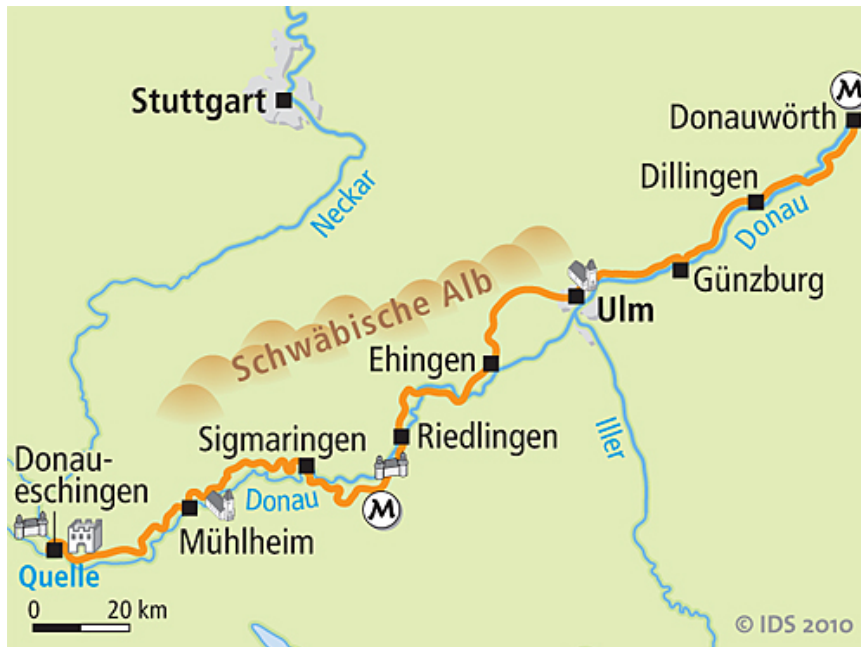 Stuttgart
M
Donauwörth
Dillingen
Neckar
Donau
Günzburg
Schwäbische Alb
Ulm
Ehingen
Iller
Sigmaringen
Riedlingen
Donau-
eschingen
Donau
M
Mühlheim
Quelle
0 20 km
© IDS 2010